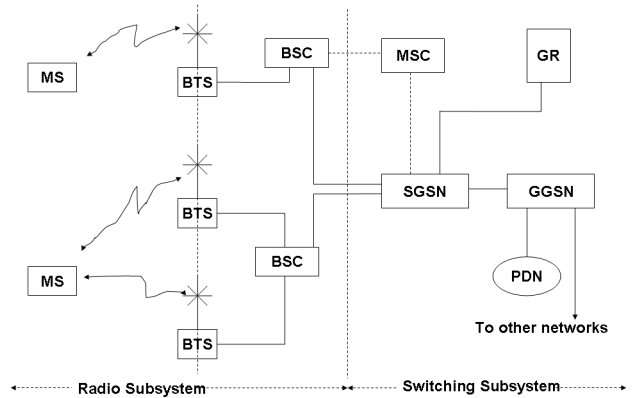 BSC
MSC
GR
MS
BTS
SGSN
GGSN
BTS
BSC
MS
PDN
To other networks
BTS
Radio Subsystem
Switching Subsystem